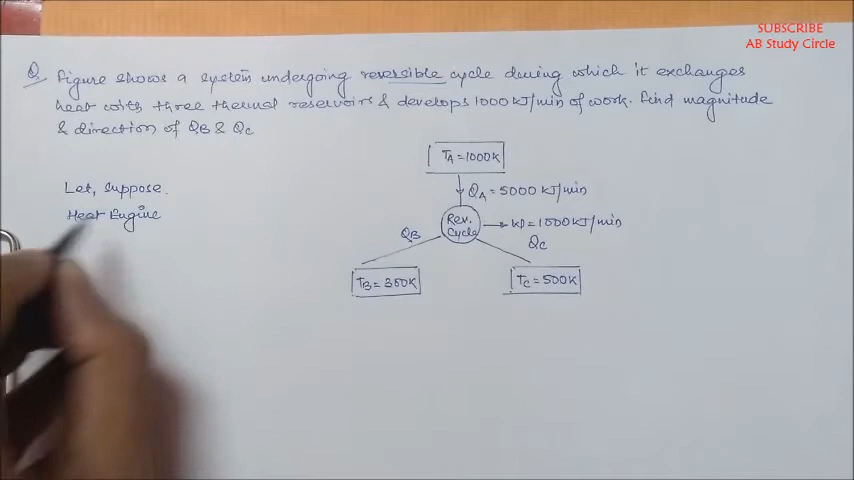 SUBSCRIBE
AB Study Circle
Q. Figure shows a system undergoing reversible cycle during which it exchanges
heat with three thermal reservoirs & develops 1000 KJ/min of work. Find magnitude
& direction of QB & QC
TA = 1000K
QA = 5000 KJ/min
Rev. Cycle
W = 1000 KJ/min
QB
QC
TB = 300K
TC = 500K
Let, suppose.
Heat Engine